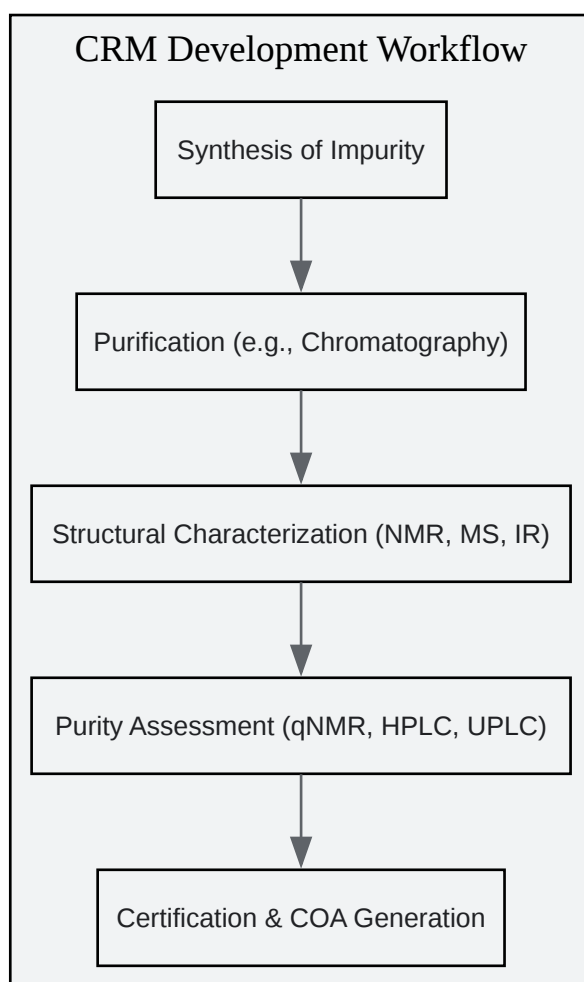 CRM Development Workflow
Synthesis of Impurity
Purification (e.g., Chromatography)
Structural Characterization (NMR, MS, IR)
Purity Assessment (qNMR, HPLC, UPLC)
Certification & COA Generation